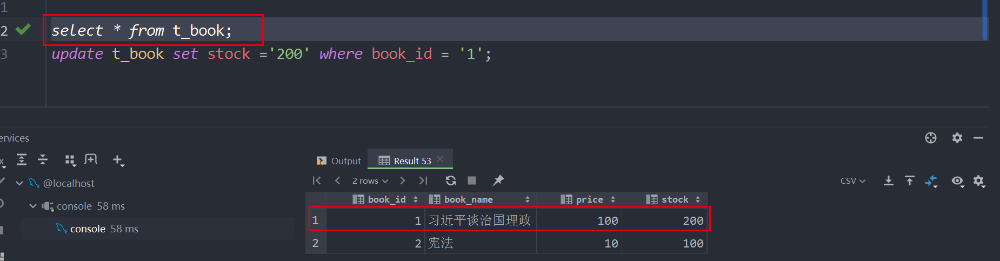 1
2 select * from t_book;
3 update t_book set stock ='200' where book_id = '1';
ervices
Output Result 53
@localhost
2 rows CSV
console 58 ms
book_id book_name price stock
console 58 ms
1 1 习近平谈治国理政 100 200
2 2 宪法 10 100